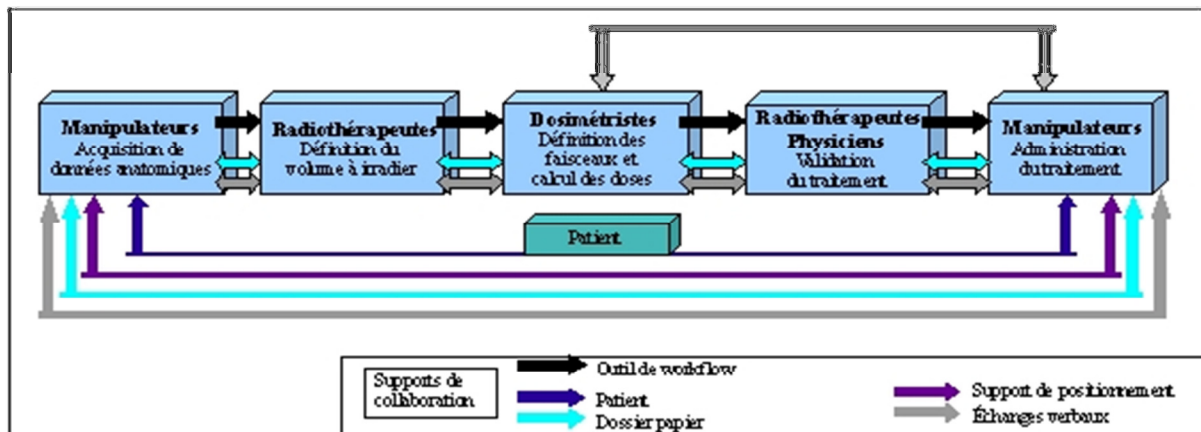 Manipulateurs
Acquisition de
données anatomiques
Radiothérapeutes
Définition du
volume à irradier
Dosimétristes
Définition des
faisceaux et
calcul des doses
Radiothérapeutes
Physiciens
Validation
du traitement
Manipulateurs
Administration
du traitement
Patient
Supports de
collaboration
Outil de workflow
Patient
Dossier papier
Support de positionnement
Échanges verbaux